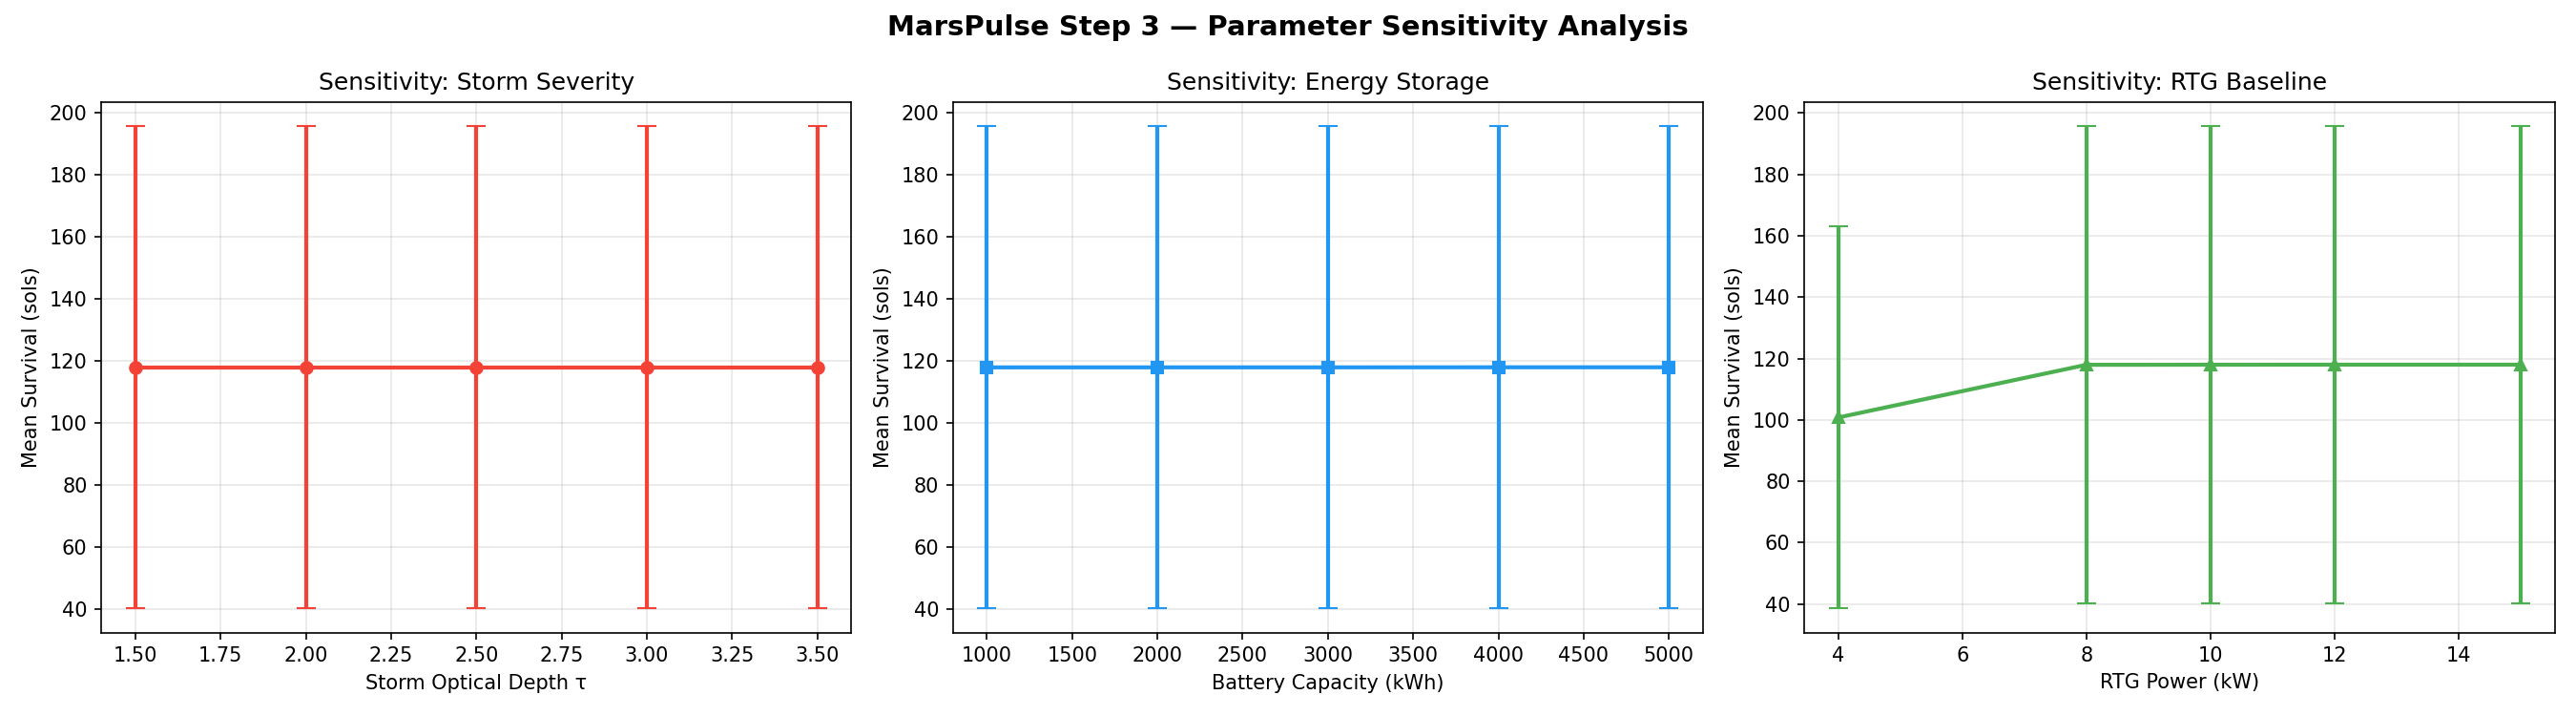 MarsPulse Step 3 — Parameter Sensitivity Analysis
Sensitivity: Storm Severity
200
180
160
140
120
100
80
60
40
Mean Survival (sols)
1.50 1.75 2.00 2.25 2.50 2.75 3.00 3.25 3.50
Storm Optical Depth τ
Sensitivity: Energy Storage
200
180
160
140
120
100
80
60
40
Mean Survival (sols)
1000 1500 2000 2500 3000 3500 4000 4500 5000
Battery Capacity (kWh)
Sensitivity: RTG Baseline
200
180
160
140
120
100
80
60
40
Mean Survival (sols)
4 6 8 10 12 14
RTG Power (kW)